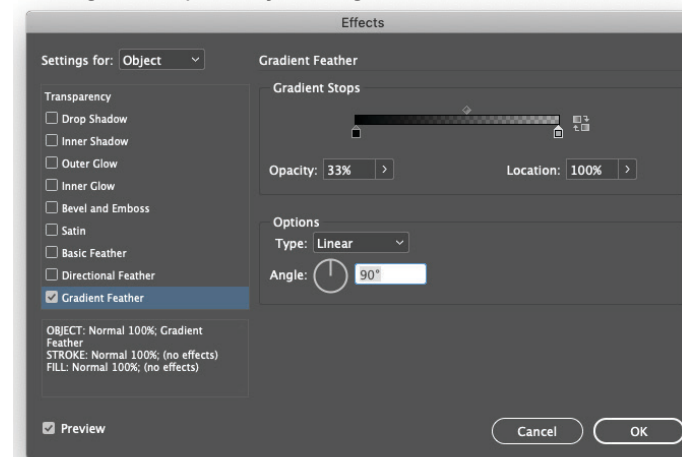 Effects
Settings for: Object
Gradient Feather
Transparency
Drop Shadow
Inner Shadow
Outer Glow
Inner Glow
Bevel and Emboss
Satin
Basic Feather
Directional Feather
Gradient Feather
OBJECT: Normal 100%; Gradient
Feather
STROKE: Normal 100%; (no effects)
FILL: Normal 100%; (no effects)
Gradient Stops
Opacity: 33%
Location: 100%
Options
Type: Linear
Angle: 90°
Preview
Cancel
OK